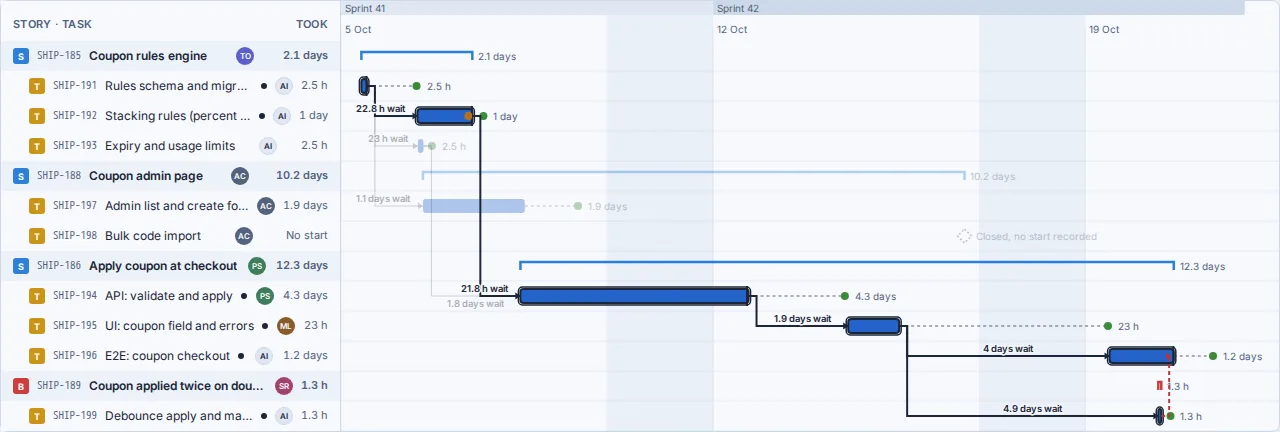 Sprint 41
Sprint 42
STORY · TASK
TOOK
5 Oct
12 Oct
19 Oct
S SHIP-185 Coupon rules engine TO 2.1 days
2.1 days
T SHIP-191 Rules schema and migr… AI 2.5 h
2.5 h
22.8 h wait
T SHIP-192 Stacking rules (percent … AI 1 day
1 day
23 h wait
T SHIP-193 Expiry and usage limits AI 2.5 h
2.5 h
S SHIP-188 Coupon admin page AC 10.2 days
10.2 days
1.1 days wait
T SHIP-197 Admin list and create fo… AC 1.9 days
1.9 days
T SHIP-198 Bulk code import AC No start
Closed, no start recorded
S SHIP-186 Apply coupon at checkout PS 12.3 days
12.3 days
21.8 h wait
T SHIP-194 API: validate and apply PS 4.3 days
4.3 days
1.8 days wait
T SHIP-195 UI: coupon field and errors ML 23 h
1.9 days wait
23 h
T SHIP-196 E2E: coupon checkout AI 1.2 days
4 days wait
1.2 days
B SHIP-189 Coupon applied twice on dou… SR 1.3 h
1.3 h
T SHIP-199 Debounce apply and ma… AI 1.3 h
4.9 days wait
1.3 h